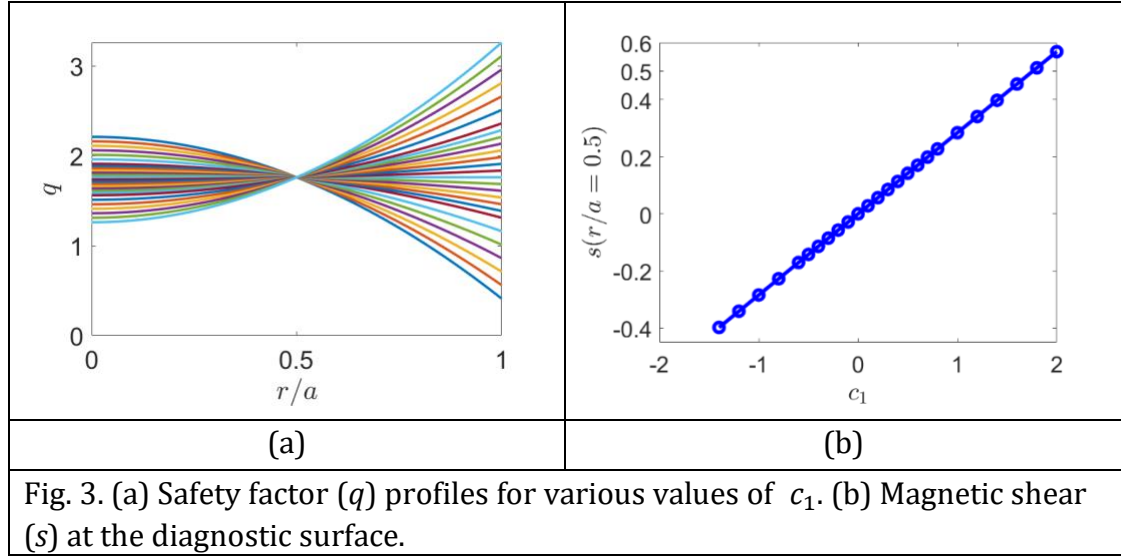 3
2
1
0
q
0
0.5
1
r/a
0.6
0.5
0.4
0.2
0
-0.2
-0.4
s(r/a = 0.5)
-2
-1
0
1
2
c₁
(a)
(b)
Fig. 3. (a) Safety factor (q) profiles for various values of c₁. (b) Magnetic shear
(s) at the diagnostic surface.